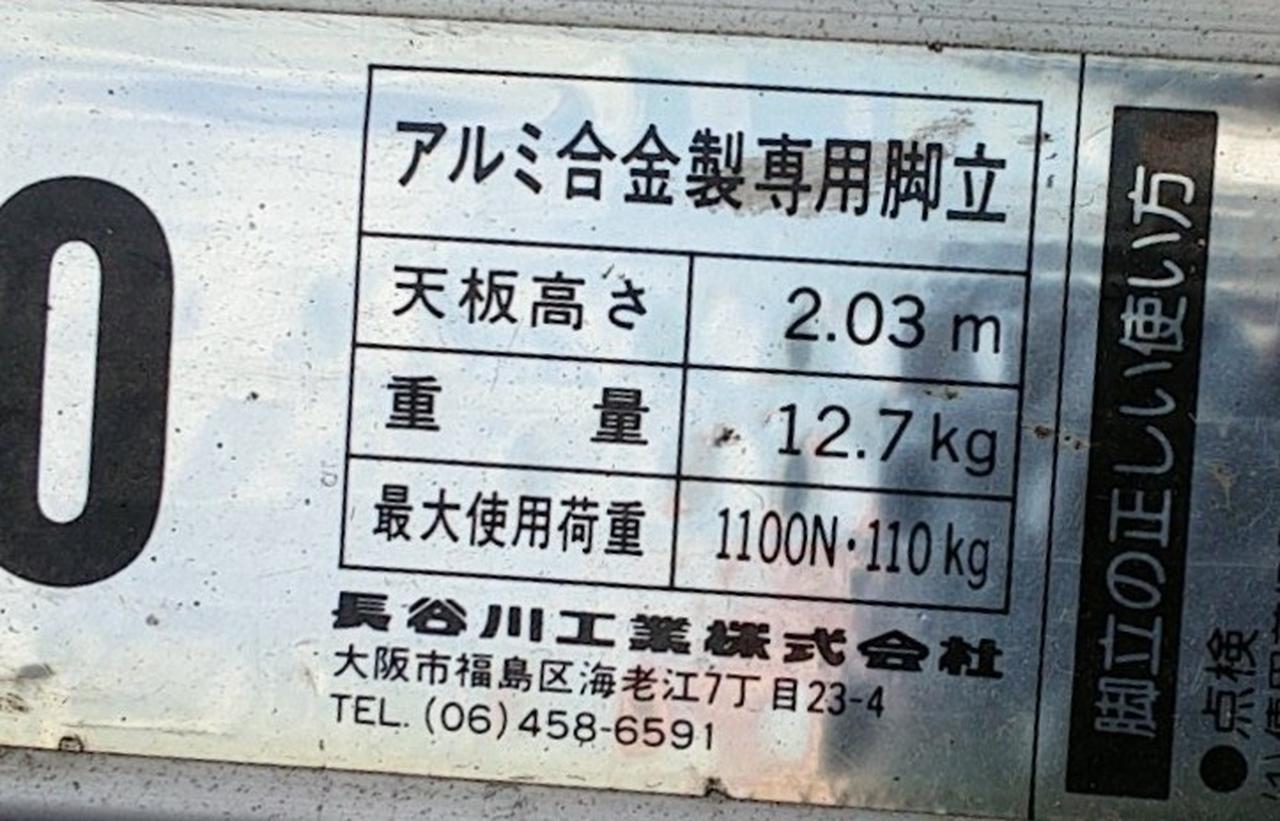 0
アルミ合金製専用脚立
天板高さ 2.03 m
重量 12.7 kg
最大使用荷重 1100N・110 kg
長谷川工業株式会社
大阪市福島区海老江7丁目23-4
TEL. (06) 458-6591
脚立の正しい使い方
●点検